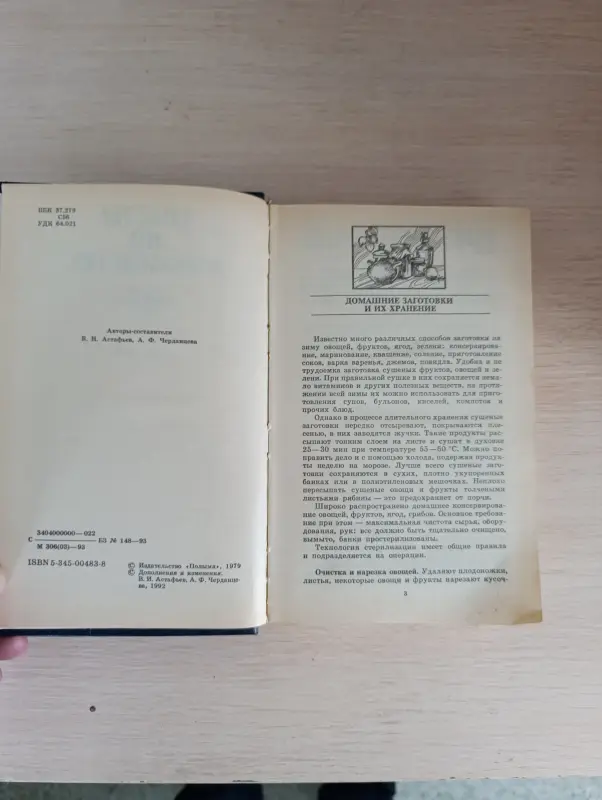 ББК 37.279
С26
УДК 64.031
Авторы-составители
В. И. Астафьев, А. Ф. Черданцева
3404000000—022
С БЗ № 148—93
М 306(03)—93
ISBN 5-345-00483-8
© Издательство «Полымя», 1979
© Дополнения и изменения.
В. И. Астафьев, А. Ф. Черданце-
ва, 1993
ДОМАШНИЕ ЗАГОТОВКИ
И ИХ ХРАНЕНИЕ
Известно много различных способов заготовки на
зиму овощей, фруктов, ягод, зелени: консервирова-
ние, маринование, квашение, соление, приготовление
соков, варка варенья, джемов, повидла. Удобна и не
трудоемка заготовка сушеных фруктов, овощей и зе-
лени. При правильной сушке в них сохраняется нема-
ло витаминов и других полезных веществ, на протя-
жении всей зимы их можно использовать для при-
готовления супов, бульонов, киселей, компотов и
прочих блюд.
Однако в процессе длительного хранения сушеные
заготовки нередко отсыревают, покрываются пле-
сенью, в них заводятся жучки. Такие продукты рас-
сыпают тонким слоем на листе и сушат в духовке
25—30 мин при температуре 55—60 °С. Можно по-
править дело и с помощью холода, подержав продук-
ты неделю на морозе. Лучше всего сушеные заго-
товки сохраняются в сухих, плотно укупоренных
банках или в полиэтиленовых мешочках. Неплохо
пересыпать сушеные овощи и фрукты толчеными
листьями рябины — это предохраняет от порчи.
Широко распространено домашнее консервирова-
ние овощей, фруктов, ягод, грибов. Основное требова-
ние при этом — максимальная чистота сырья, обору-
дования, рук: все должно быть тщательно очищено,
вымыто, банки простерилизованы.
Технология стерилизации имеет общие правила
и подразделяется на операции.
Очистка и нарезка овощей. Удаляют плодоножки,
листья, некоторые овощи и фрукты нарезают кусоч-
3